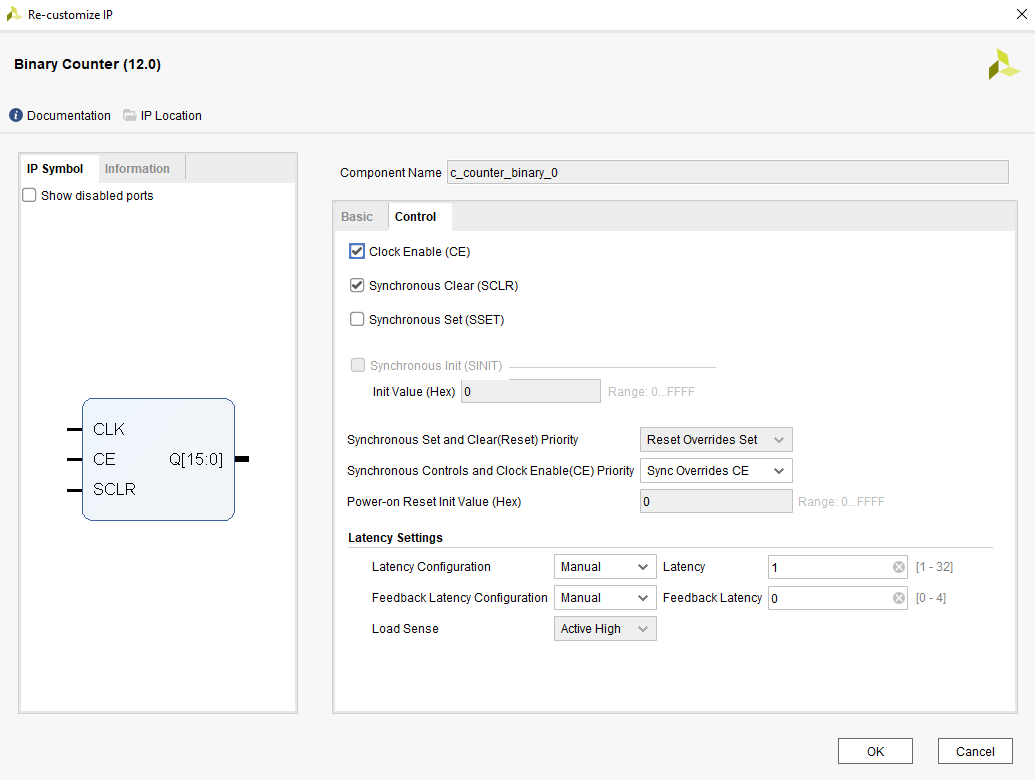 Re-customize IP
Binary Counter (12.0)
Documentation IP Location
IP Symbol Information
Show disabled ports
CLK
CE Q[15:0]
SCLR
Component Name c_counter_binary_0
Basic Control
Clock Enable (CE)
Synchronous Clear (SCLR)
Synchronous Set (SSET)
Synchronous Init (SINIT)
Init Value (Hex) 0 Range: 0...FFFF
Synchronous Set and Clear(Reset) Priority Reset Overrides Set
Synchronous Controls and Clock Enable(CE) Priority Sync Overrides CE
Power-on Reset Init Value (Hex) 0 Range: 0...FFFF
Latency Settings
Latency Configuration Manual Latency 1 [1 - 32]
Feedback Latency Configuration Manual Feedback Latency 0 [0 - 4]
Load Sense Active High
OK Cancel